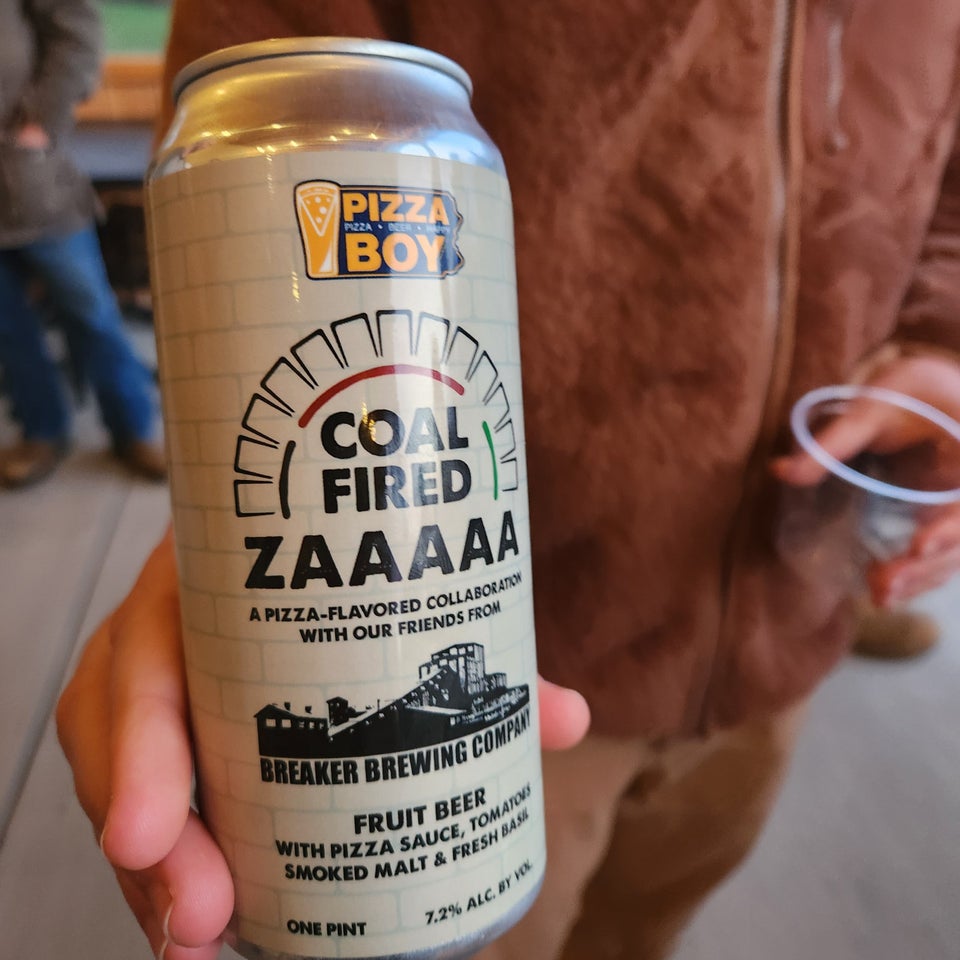 PIZZA
PIZZA • BEER • HAPPY
BOY
COAL
FIRED
ZAAAAA
A PIZZA-FLAVORED COLLABORATION
WITH OUR FRIENDS FROM
BREAKER BREWING COMPANY
FRUIT BEER
WITH PIZZA SAUCE, TOMATOES
SMOKED MALT & FRESH BASIL
ONE PINT
7.2% ALC. BY VOL.